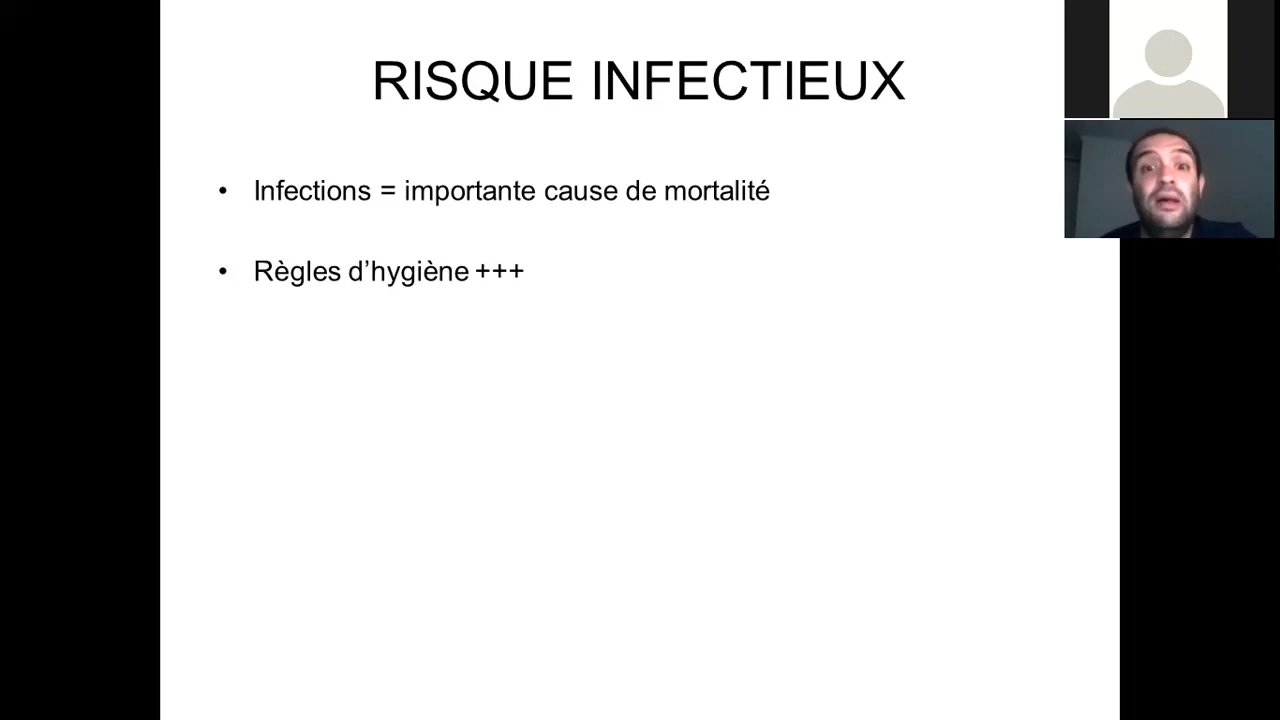 RISQUE INFECTIEUX
• Infections = importante cause de mortalité
• Règles d’hygiène +++